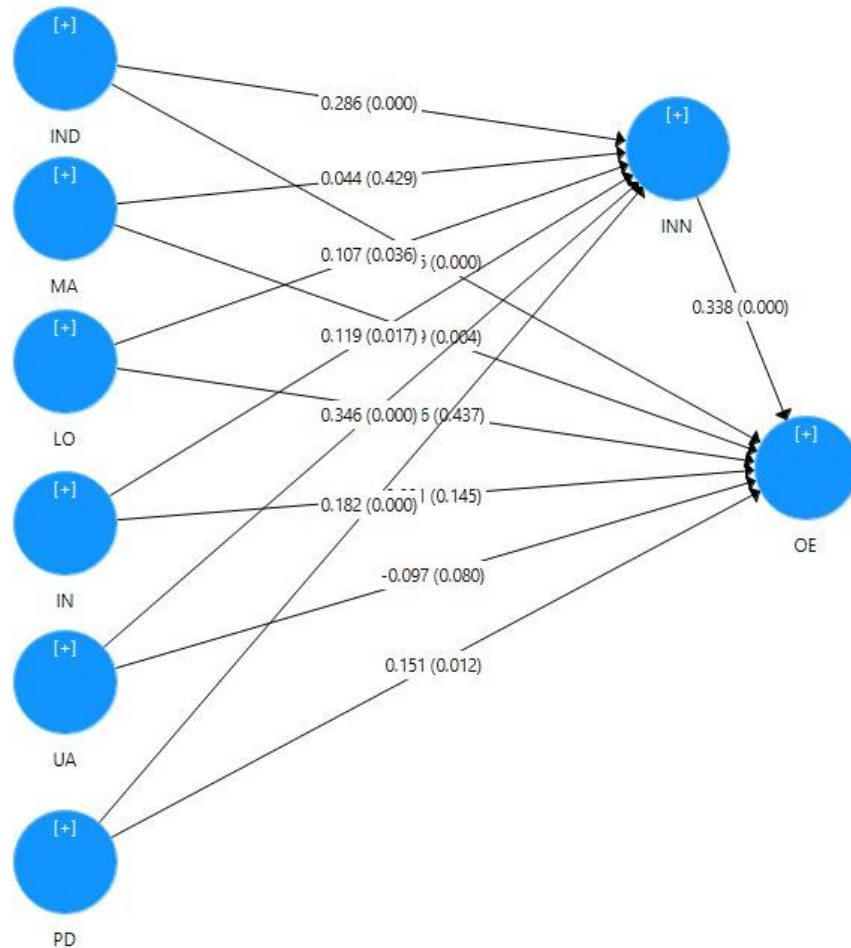 [+]
IND
[+]
MA
[+]
LO
[+]
IN
[+]
UA
[+]
PD
[+]
INN
[+]
OE
0.286 (0.000)
0.044 (0.429)
0.107 (0.036)
(0.000)
0.119 (0.017)
(0.004)
0.346 (0.000)
(0.437)
0.182 (0.000)
(0.145)
-0.097 (0.080)
0.151 (0.012)
0.338 (0.000)